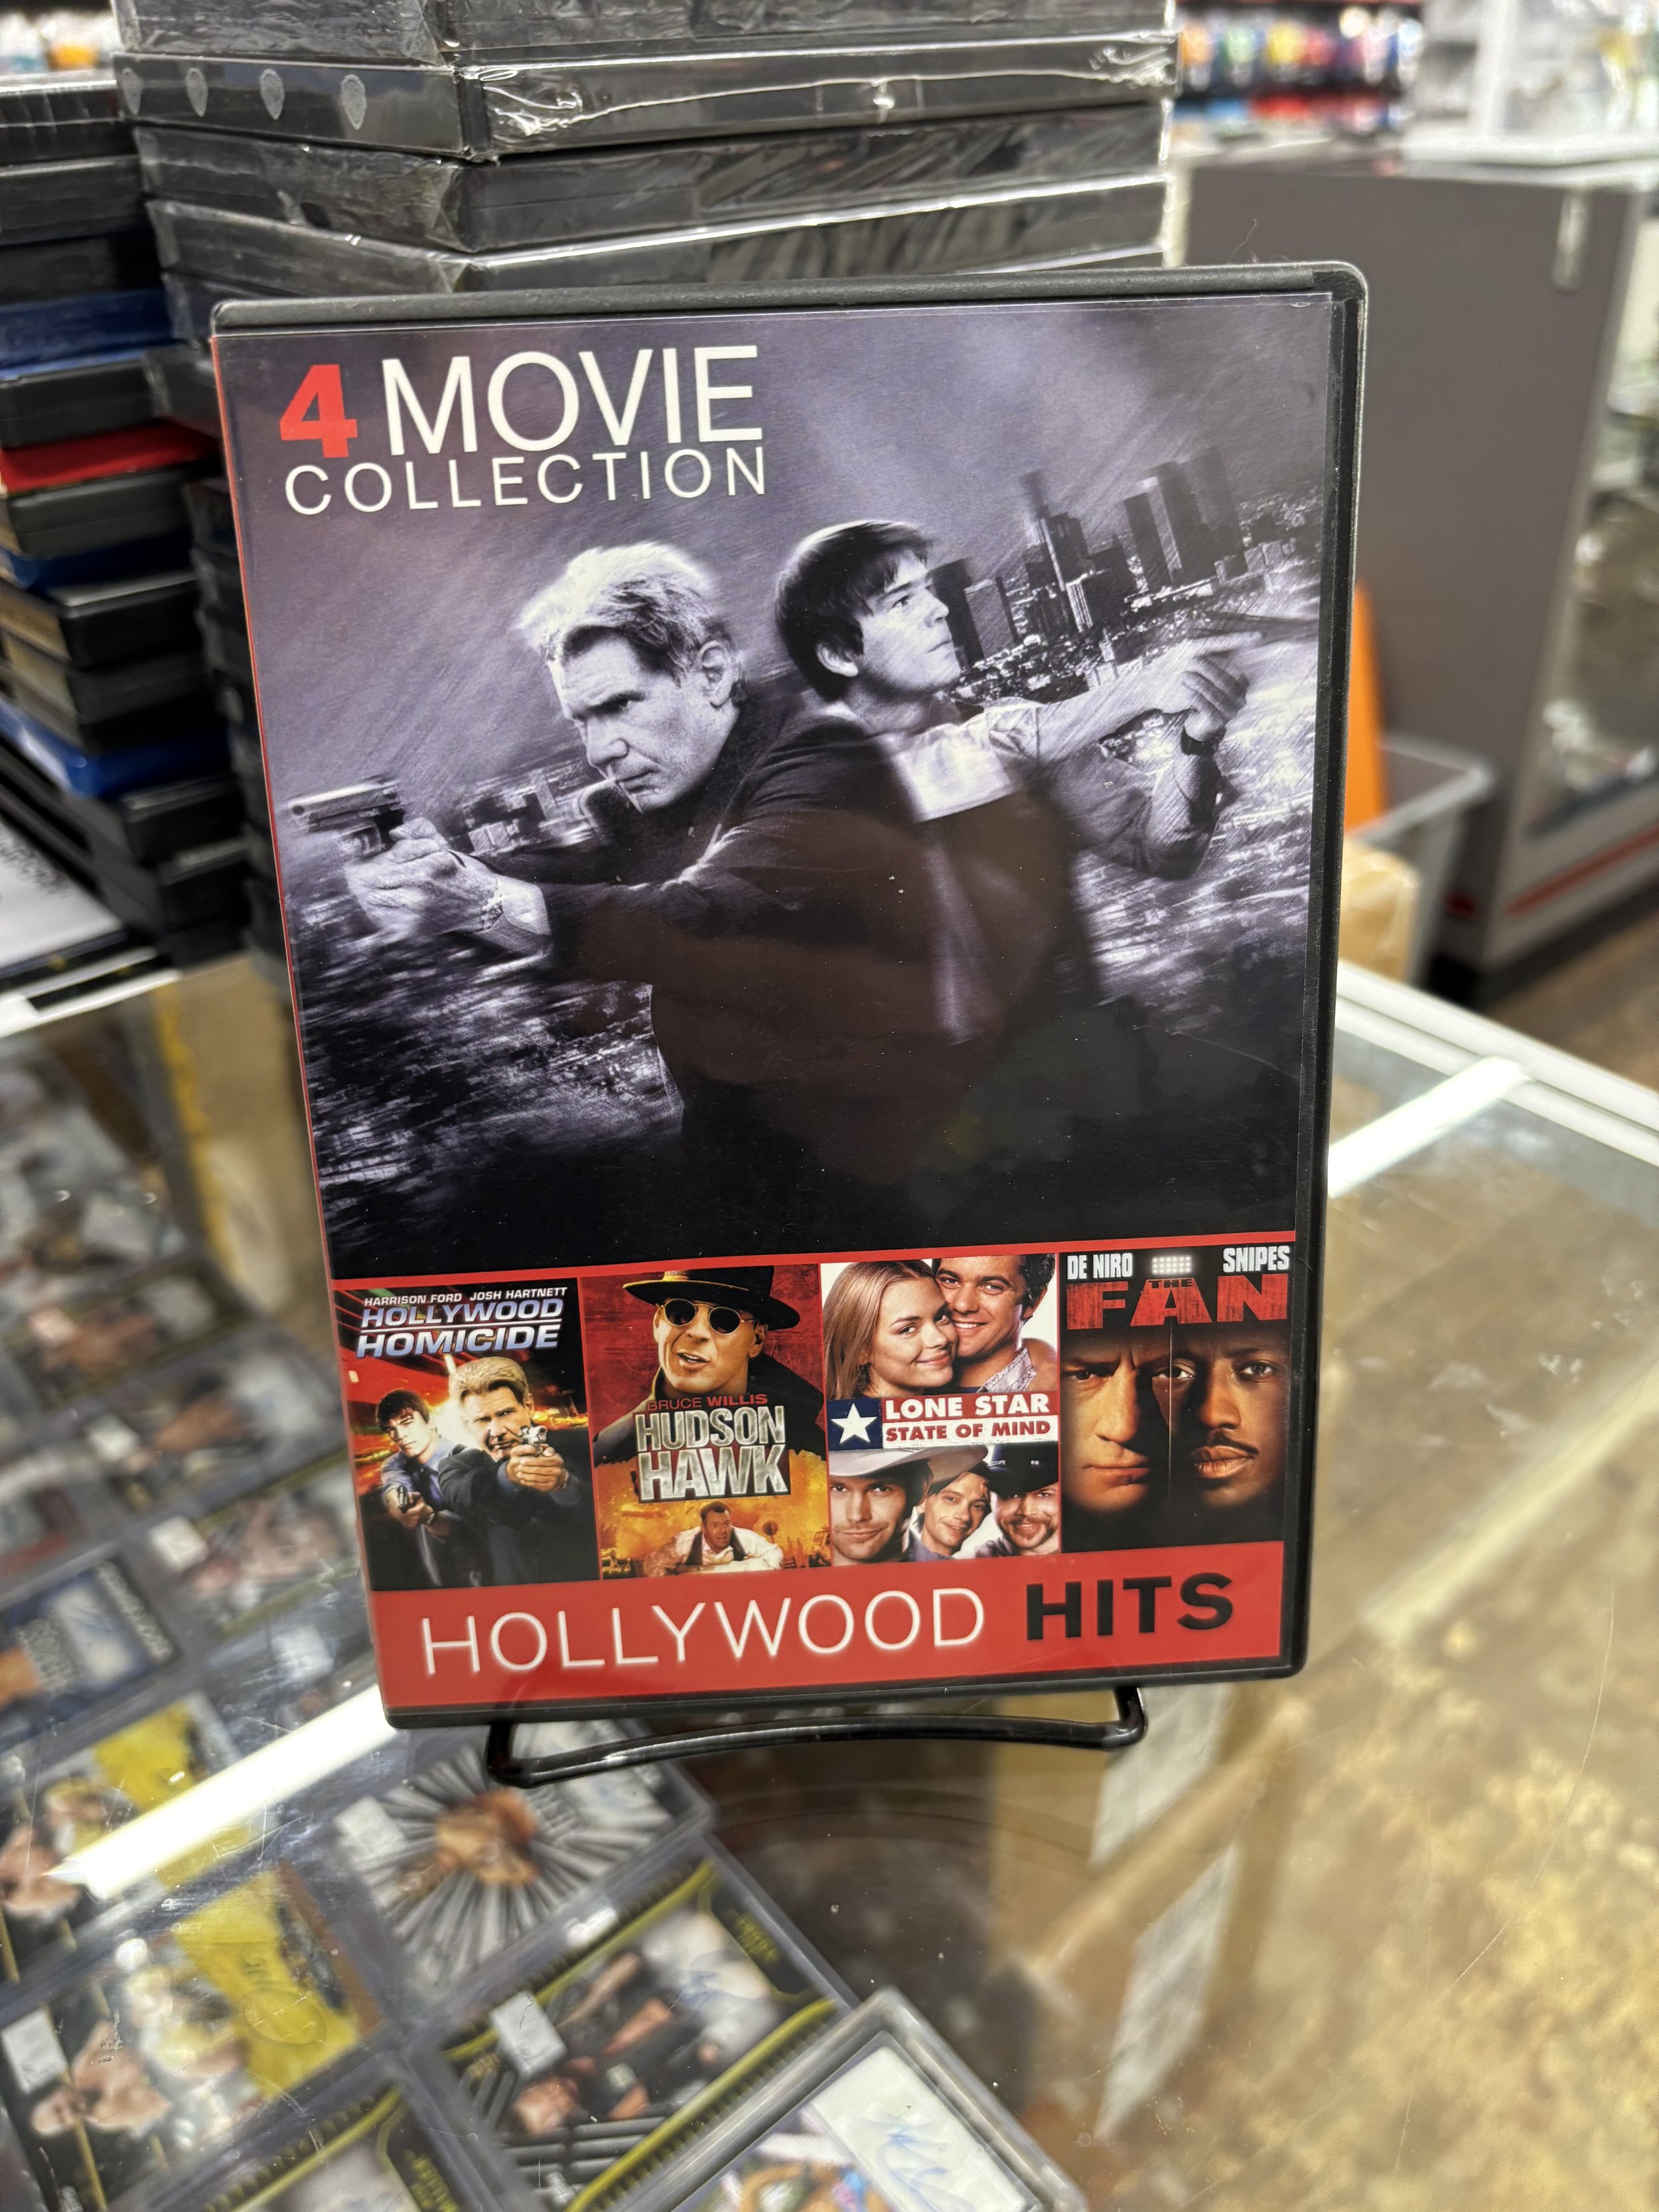 4 MOVIE
COLLECTION
HARRISON FORD JOSH HARTNETT
HOLLYWOOD
HOMICIDE
BRUCE WILLIS
HUDSON
HAWK
LONE STAR
STATE OF MIND
DE NIRO SNIPES
THE
FAN
HOLLYWOOD HITS